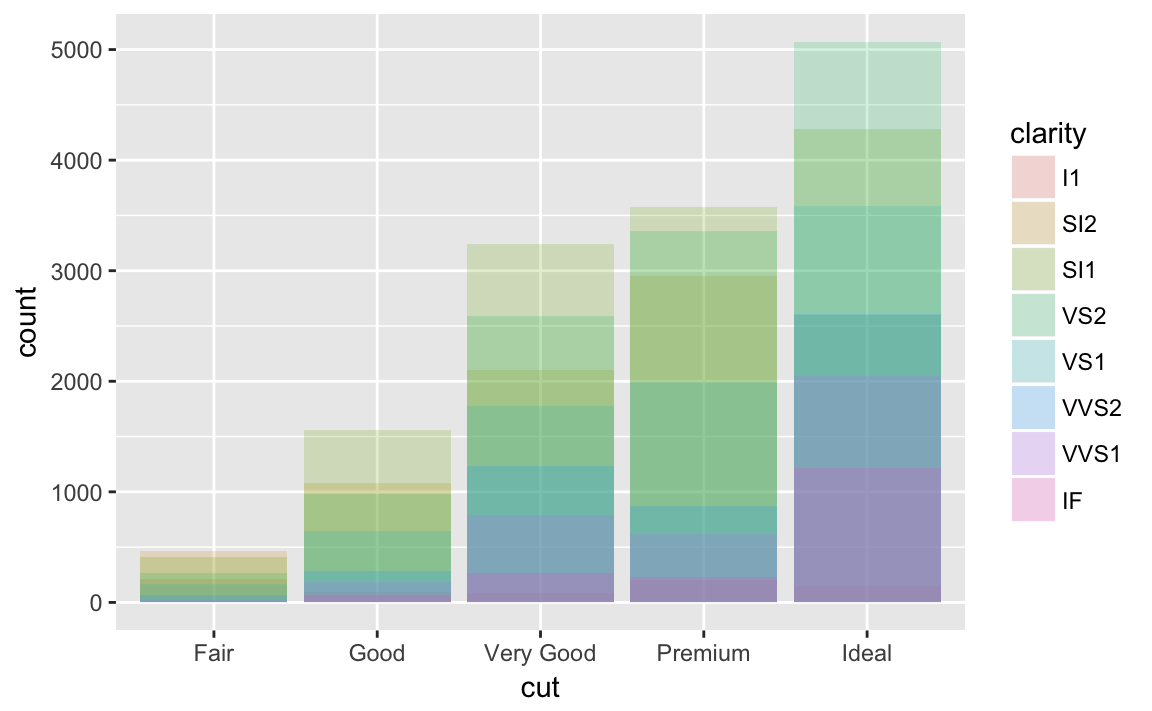 5000
4000
3000
2000
1000
0
count
Fair Good Very Good Premium Ideal
cut
clarity
I1
SI2
SI1
VS2
VS1
VVS2
VVS1
IF